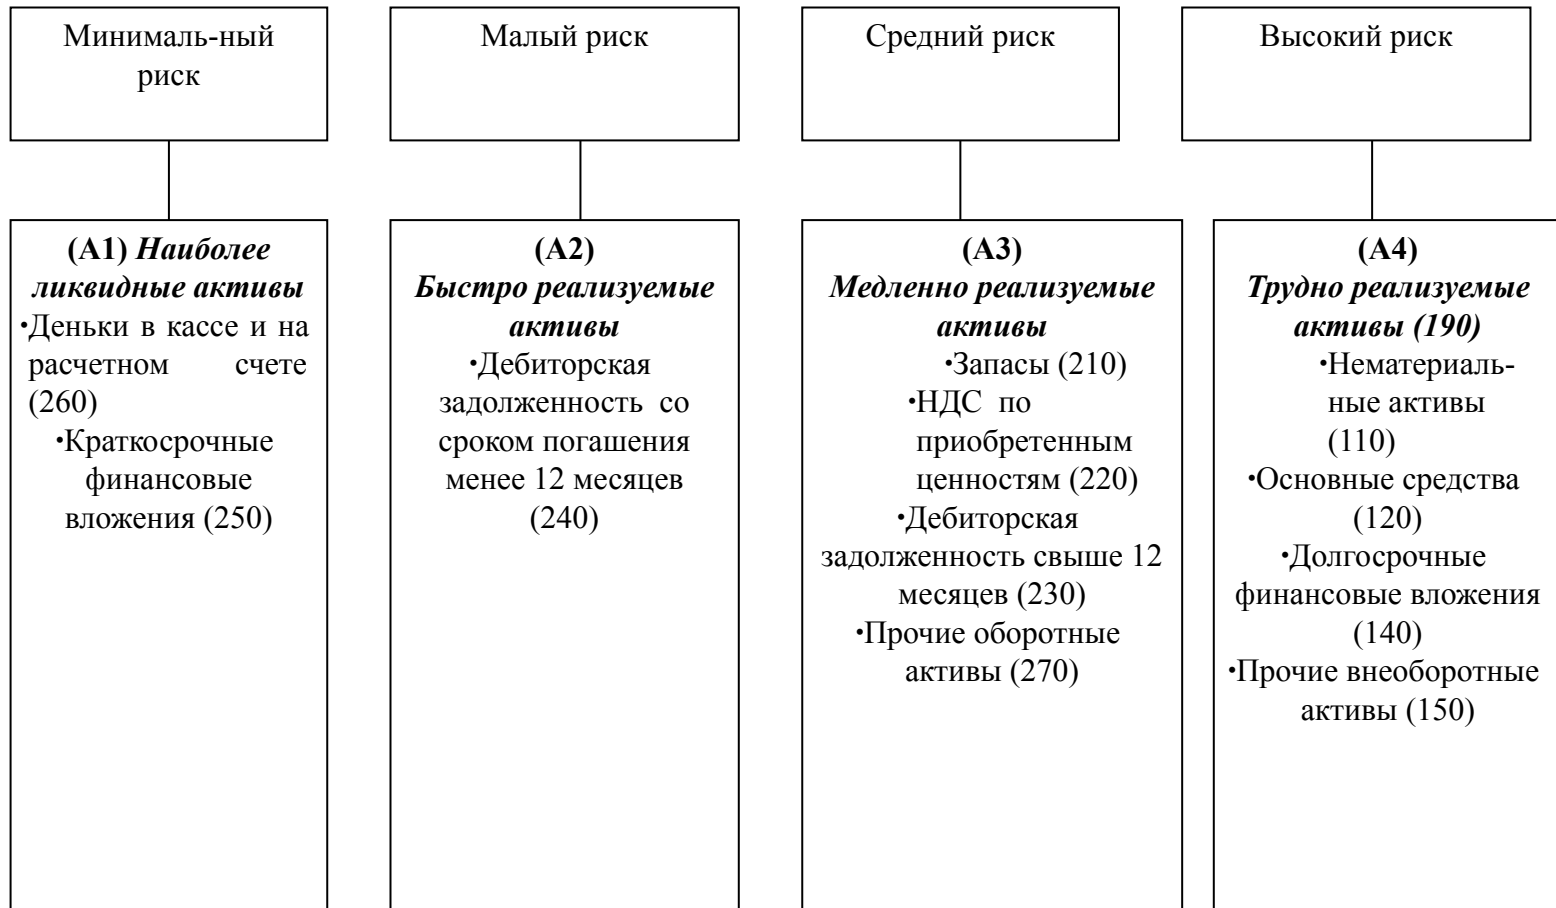 Минималь-ный
риск
Малый риск
Средний риск
Высокий риск
(А1) Наиболее
ликвидные активы
·Деньки в кассе и на
расчетном счете
(260)
·Краткосрочные
финансовые
вложения (250)
(А2)
Быстро реализуемые
активы
·Дебиторская
задолженность со
сроком погашения
менее 12 месяцев
(240)
(А3)
Медленно реализуемые
активы
·Запасы (210)
·НДС по
приобретенным
ценностям (220)
·Дебиторская
задолженность свыше 12
месяцев (230)
·Прочие оборотные
активы (270)
(А4)
Трудно реализуемые
активы (190)
·Нематериаль-
ные активы
(110)
·Основные средства
(120)
·Долгосрочные
финансовые вложения
(140)
·Прочие внеоборотные
активы (150)